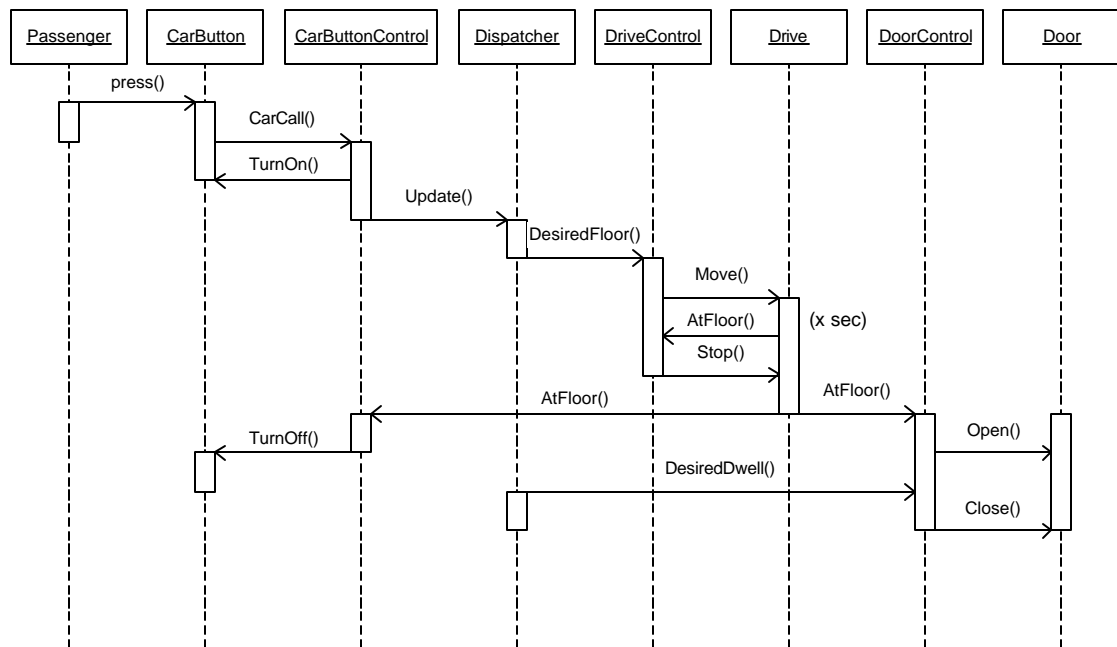 Passenger
CarButton
CarButtonControl
Dispatcher
DriveControl
Drive
DoorControl
Door
press()
CarCall()
TurnOn()
Update()
DesiredFloor()
Move()
AtFloor()
(x sec)
Stop()
AtFloor()
AtFloor()
TurnOff()
Open()
DesiredDwell()
Close()